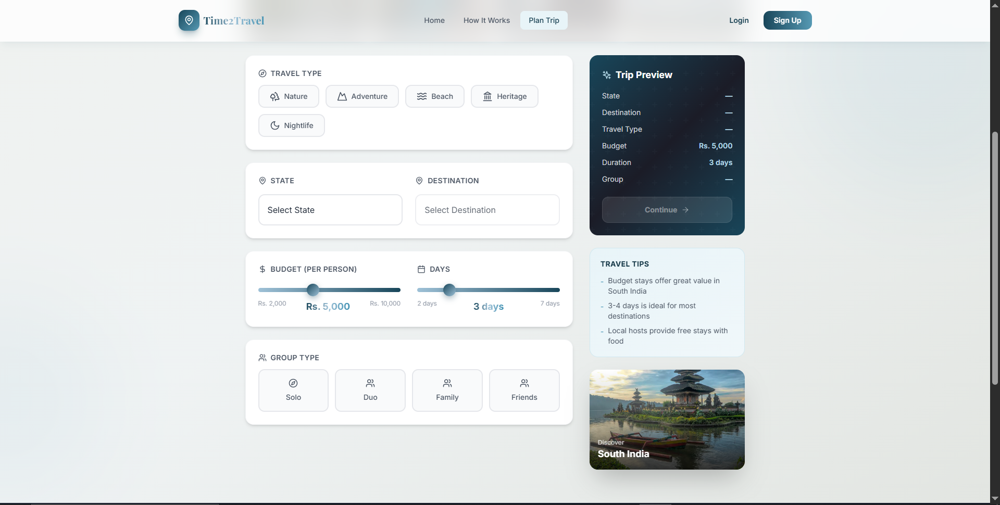 Time2Travel
Home
How It Works
Plan Trip
Login
Sign Up
TRAVEL TYPE
Nature
Adventure
Beach
Heritage
Nightlife
STATE
DESTINATION
Select State
Select Destination
BUDGET (PER PERSON)
DAYS
Rs. 2,000
Rs. 5,000
Rs. 10,000
2 days
3 days
7 days
GROUP TYPE
Solo
Duo
Family
Friends
Trip Preview
State —
Destination —
Travel Type —
Budget Rs. 5,000
Duration 3 days
Group —
Continue →
TRAVEL TIPS
- Budget stays offer great value in
South India
- 3-4 days is ideal for most
destinations
- Local hosts provide free stays with
food
Discover
South India